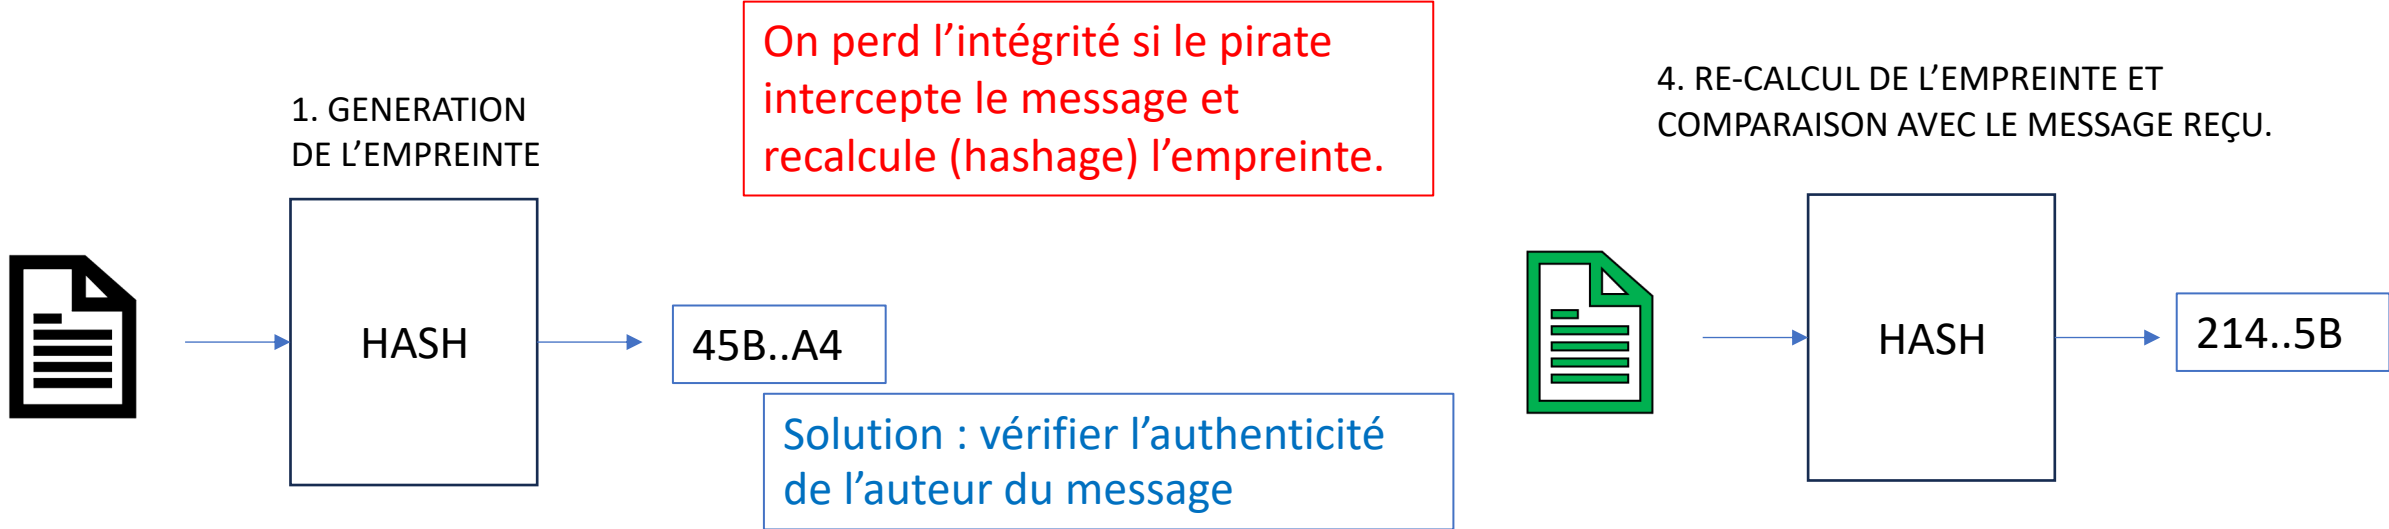 1. GENERATION
DE L’EMPREINTE
HASH
45B..A4
On perd l’intégrité si le pirate
intercepte le message et
recalcule (hashage) l’empreinte.
Solution : vérifier l’authenticité
de l’auteur du message
4. RE-CALCUL DE L’EMPREINTE ET
COMPARAISON AVEC LE MESSAGE REÇU.
HASH
214..5B